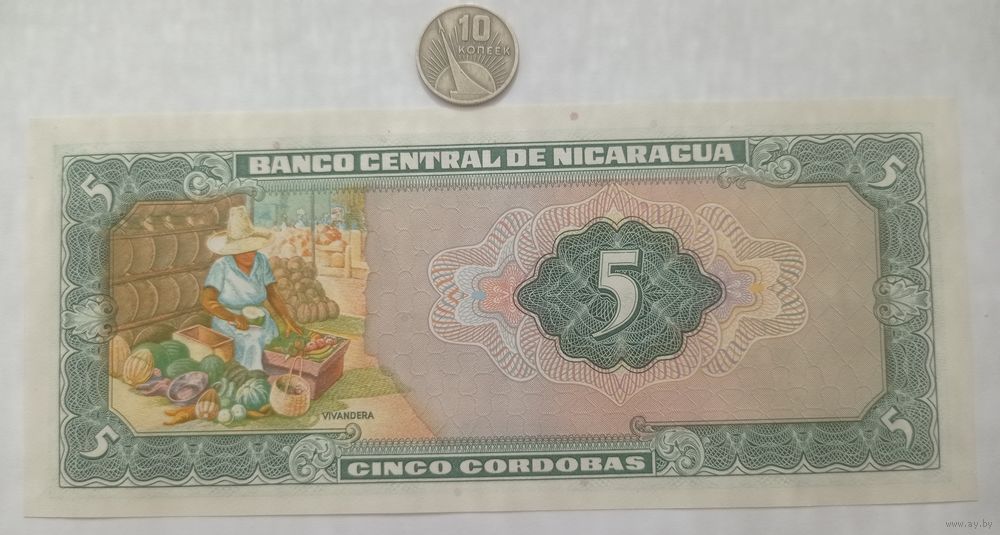 10
КОПЕЕК
BANCO CENTRAL DE NICARAGUA
5
5
5
VIVANDERA
5
5
CINCO CORDOBAS
www.ay.by